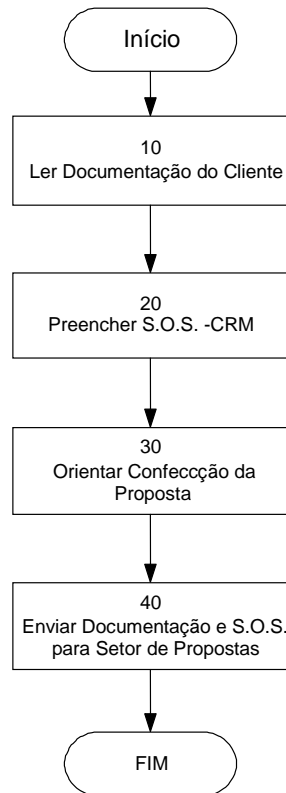 Início
10
Ler Documentação do Cliente
20
Preencher S.O.S. -CRM
30
Orientar Confeccção da
Proposta
40
Enviar Documentação e S.O.S.
para Setor de Propostas
FIM